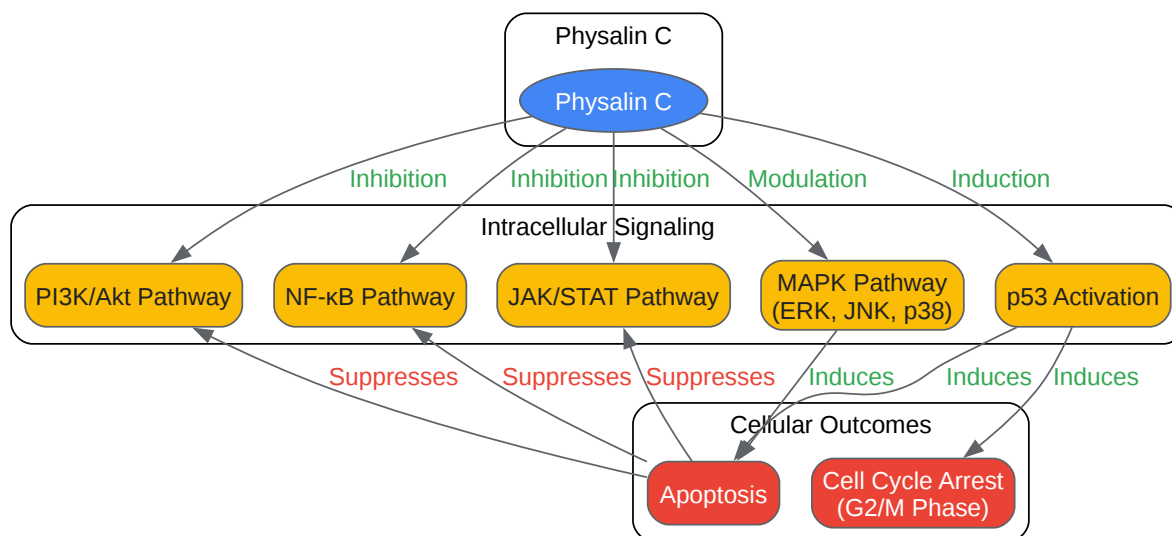 Physalin C
Physalin C
Inhibition
Inhibition
Inhibition
Modulation
Induction
Intracellular Signaling
PI3K/Akt Pathway
NF-κB Pathway
JAK/STAT Pathway
MAPK Pathway
(ERK, JNK, p38)
p53 Activation
Suppresses
Suppresses
Suppresses
Induces
Induces
Induces
Cellular Outcomes
Apoptosis
Cell Cycle Arrest
(G2/M Phase)